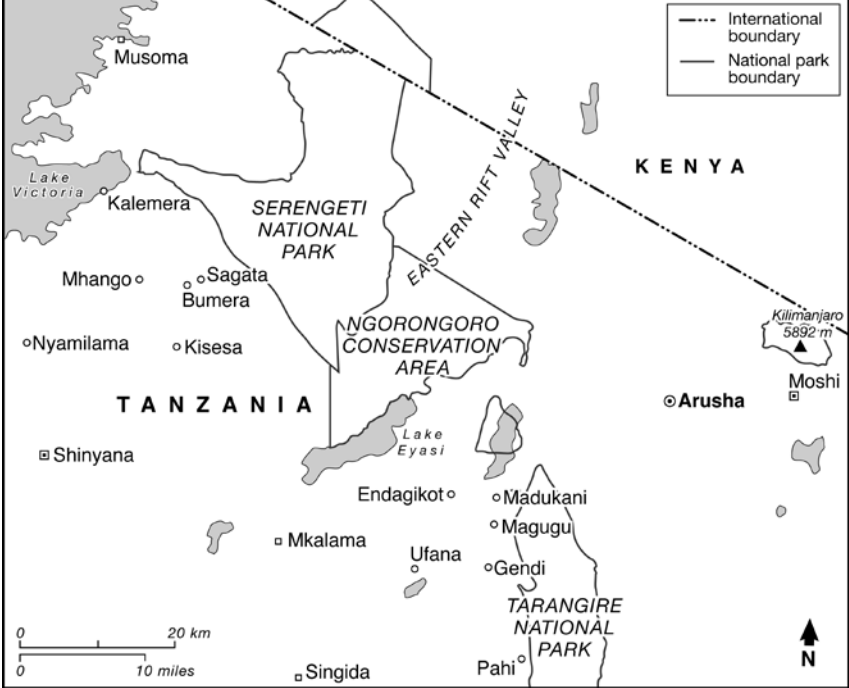 International
boundary
National park
boundary
Musoma
EASTERN RIFT VALLEY
KENYA
Lake
Victoria
Kalemera
SERENGETI
NATIONAL
PARK
Mhango
Sagata
Bumera
Nyamilama
Kisesa
NGORONGORO
CONSERVATION
AREA
Kilimanjaro
5892 m
Moshi
TANZANIA
Arusha
Lake
Eyasi
Shinyana
Endagikot
Madukani
Magugu
Mkalama
Ufana
Gendi
TARANGIRE
NATIONAL
PARK
0 20 km
0 10 miles
Singida
Pahi
N